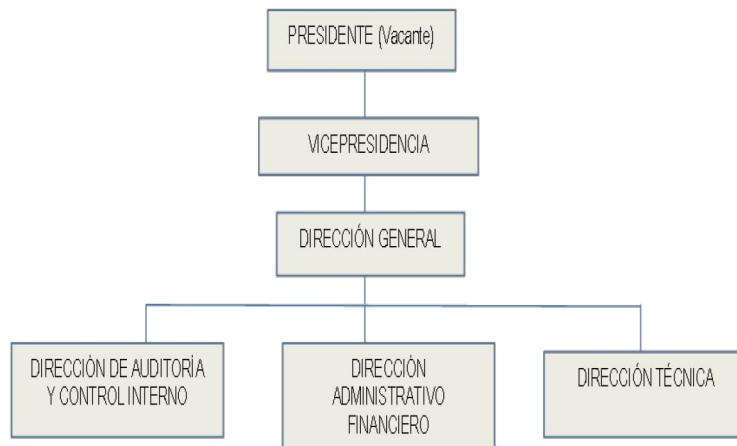 PRESIDENTE (Vacante)
VICEPRESIDENCIA
DIRECCIÓN GENERAL
DIRECCIÓN DE AUDITORÍA
Y CONTROL INTERNO
DIRECCIÓN
ADMINISTRATIVO
FINANCIERO
DIRECCIÓN TÉCNICA